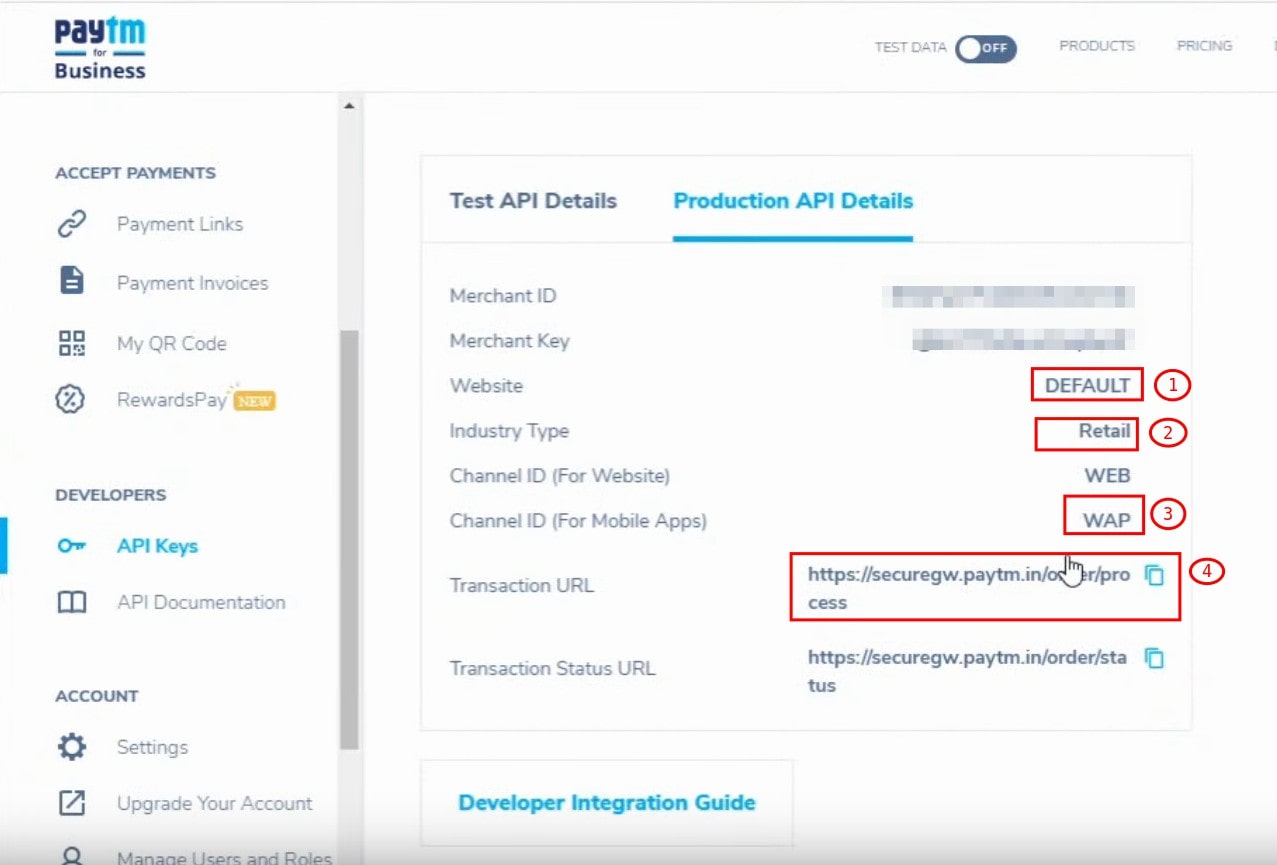 paytm
for
Business
TEST DATA OFF PRODUCTS PRICING
ACCEPT PAYMENTS
Payment Links
Payment Invoices
My QR Code
RewardsPay NEW
DEVELOPERS
API Keys
API Documentation
ACCOUNT
Settings
Upgrade Your Account
Manage Users and Roles
Test API Details Production API Details
Merchant ID
Merchant Key
Website DEFAULT 1
Industry Type Retail 2
Channel ID (For Website) WEB
Channel ID (For Mobile Apps) WAP 3
Transaction URL https://securegw.paytm.in/order/pro 4
cess
Transaction Status URL https://securegw.paytm.in/order/sta
tus
Developer Integration Guide